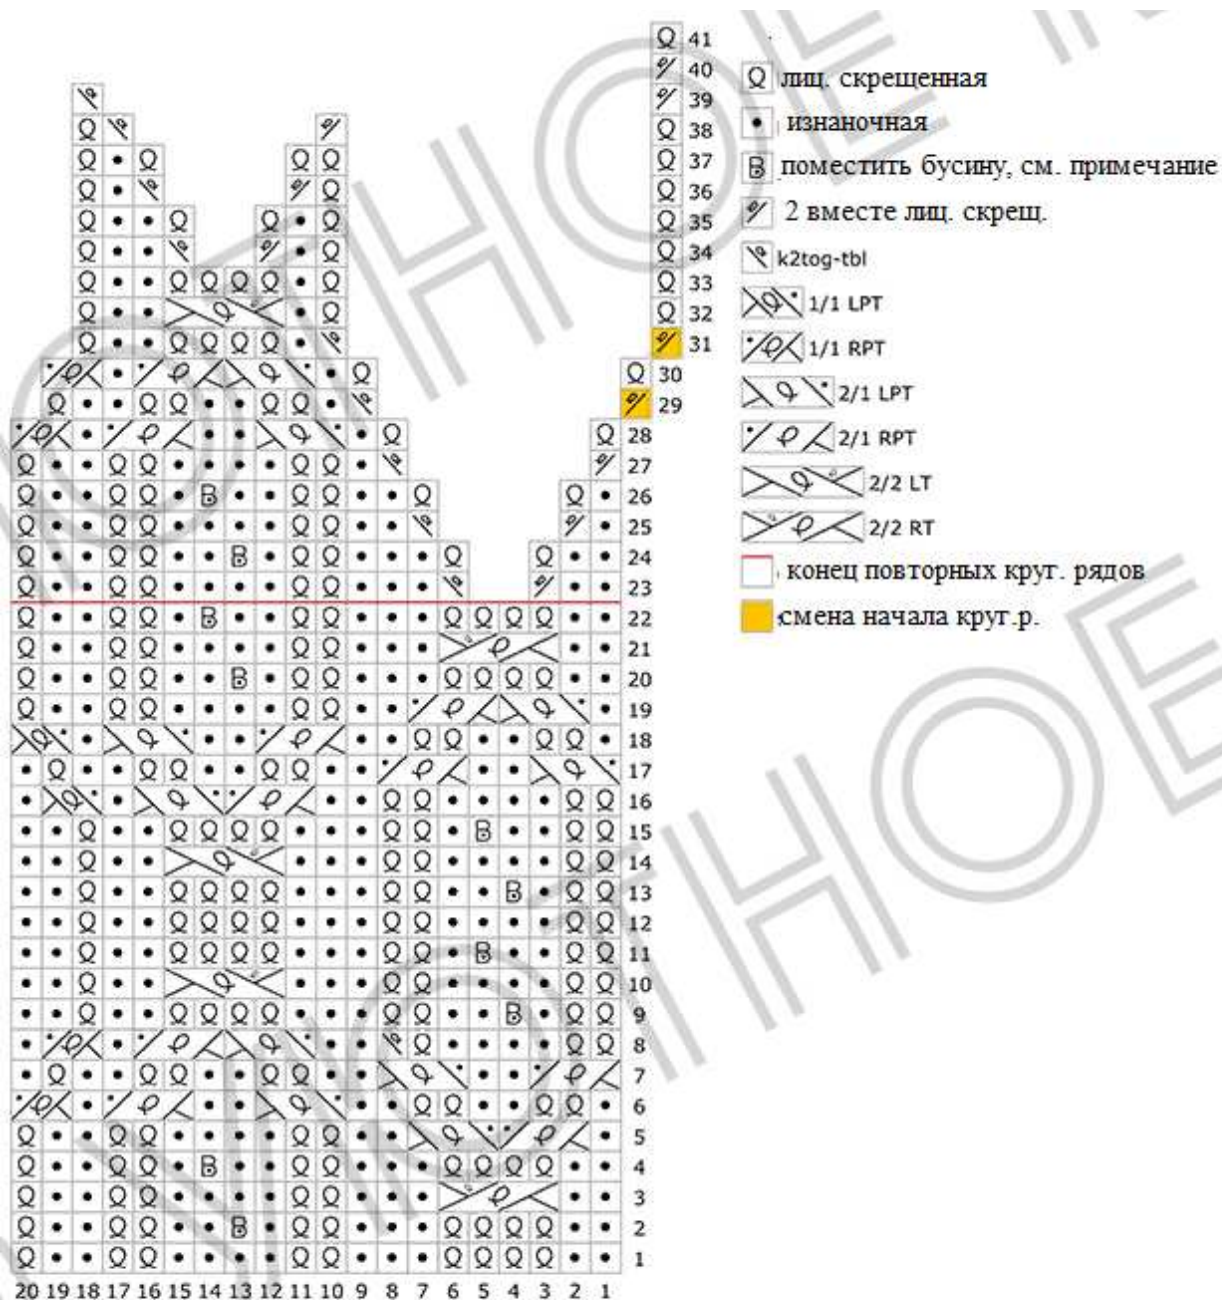 41
40
39
38
37
36
35
34
33
32
31
30
29
28
27
26
25
24
23
22
21
20
19
18
17
16
15
14
13
12
11
10
9
8
7
6
5
4
3
2
1
20 19 18 17 16 15 14 13 12 11 10 9 8 7 6 5 4 3 2 1
лиц. скрещенная
изнаночная
B поместить бусину, см. примечание
2 вместе лиц. скрещ.
k2tog-tbl
1/1 LPT
1/1 RPT
2/1 LPT
2/1 RPT
2/2 LT
2/2 RT
конец повторных круг. рядов
смена начала круг.р.